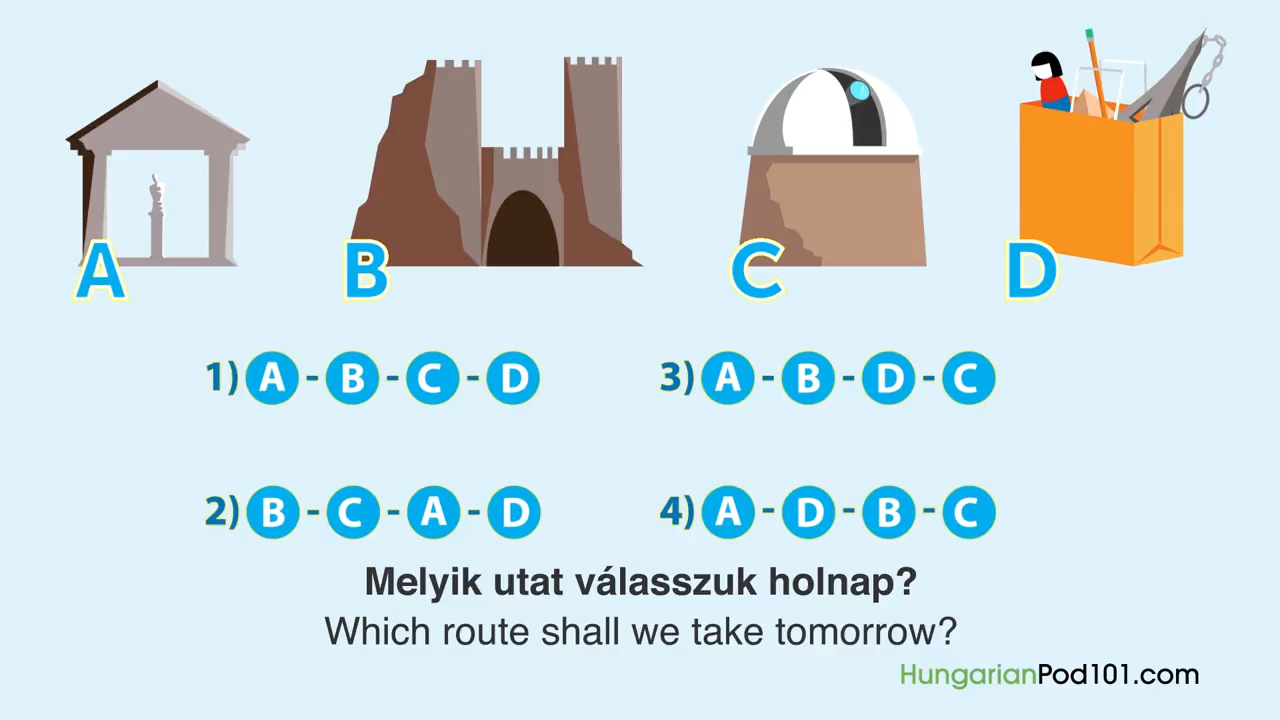 A B C D
1) A - B - C - D
3) A - B - D - C
2) B - C - A - D
4) A - D - B - C
Melyik utat válasszuk holnap?
Which route shall we take tomorrow?
HungarianPod101.com